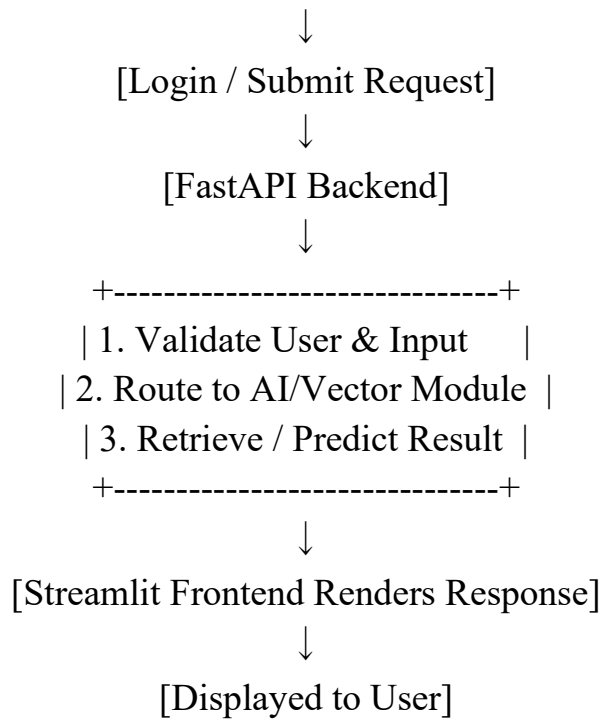 ↓
[Login / Submit Request]
↓
[FastAPI Backend]
↓
+-------------------------------+
| 1. Validate User & Input |
| 2. Route to AI/Vector Module |
| 3. Retrieve / Predict Result |
+-------------------------------+
↓
[Streamlit Frontend Renders Response]
↓
[Displayed to User]